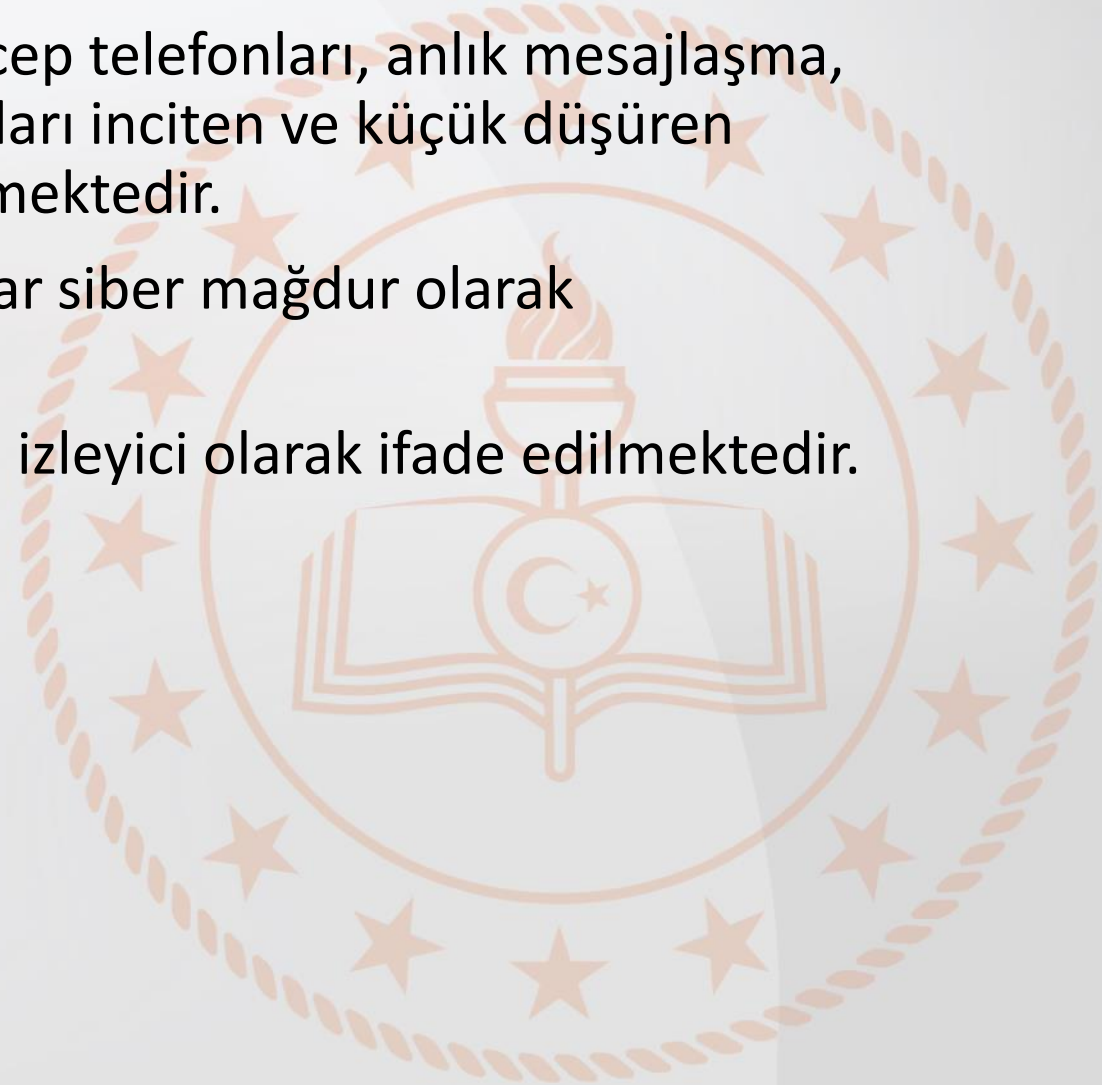 cep telefonları, anlık mesajlaşma,
ları inciten ve küçük düşüren
mektedir.
ar siber mağdur olarak
izleyici olarak ifade edilmektedir.